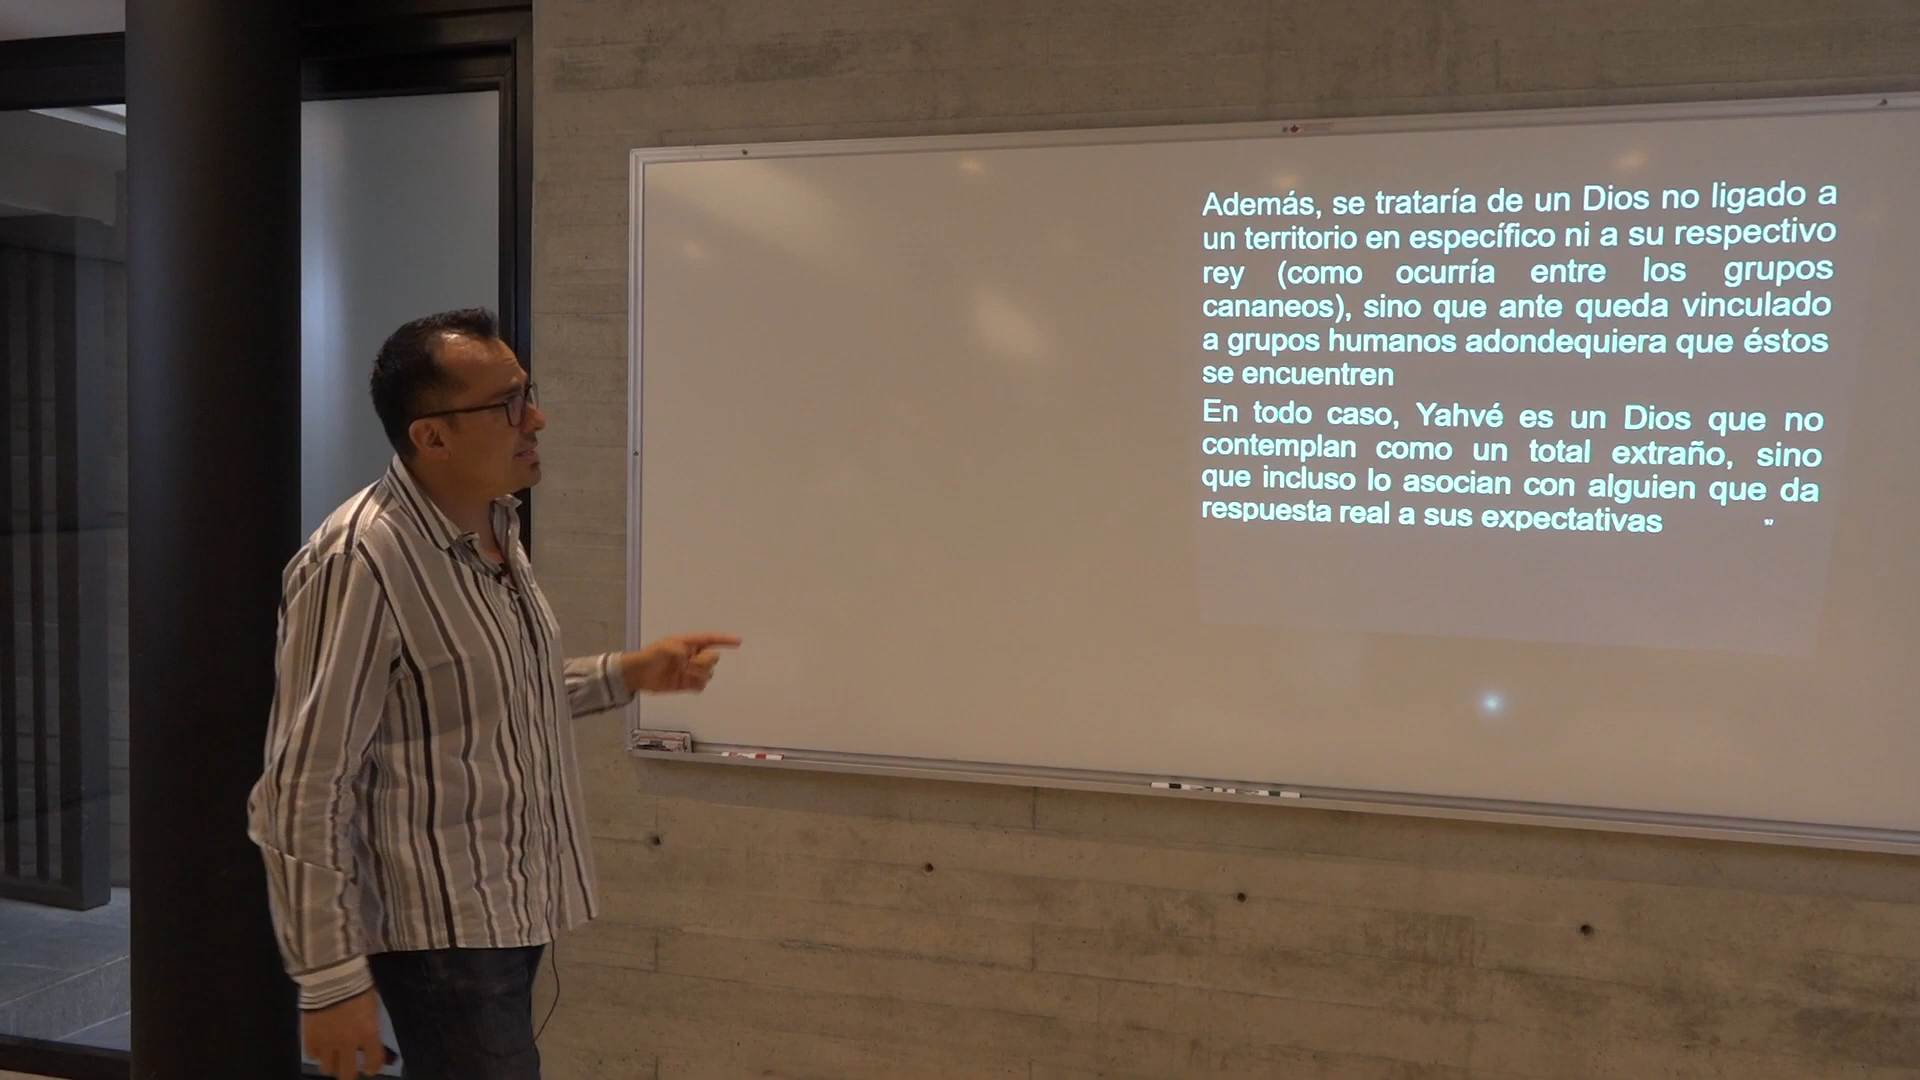 Además, se trataría de un Dios no ligado a
un territorio en específico ni a su respectivo
rey (como ocurría entre los grupos
cananeos), sino que ante queda vinculado
a grupos humanos adondequiera que éstos
se encuentren
En todo caso, Yahvé es un Dios que no
contemplan como un total extraño, sino
que incluso lo asocian con alguien que da
respuesta real a sus expectativas